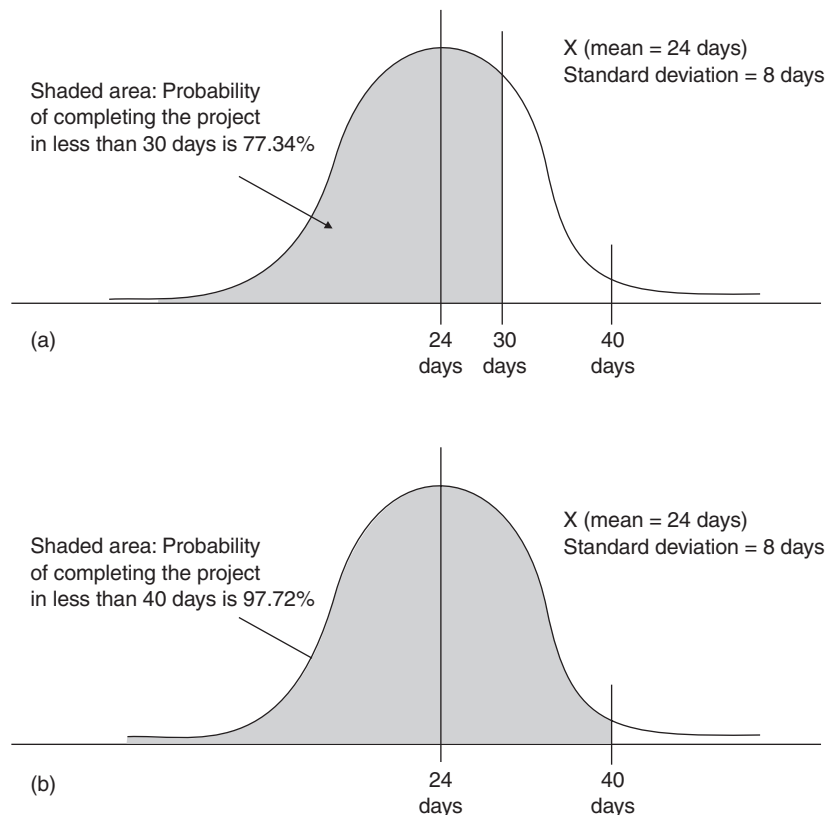 X (mean = 24 days)
Standard deviation = 8 days
Shaded area: Probability
of completing the project
in less than 30 days is 77.34%
(a)
24 days
30 days
40 days
X (mean = 24 days)
Standard deviation = 8 days
Shaded area: Probability
of completing the project
in less than 40 days is 97.72%
(b)
24 days
40 days